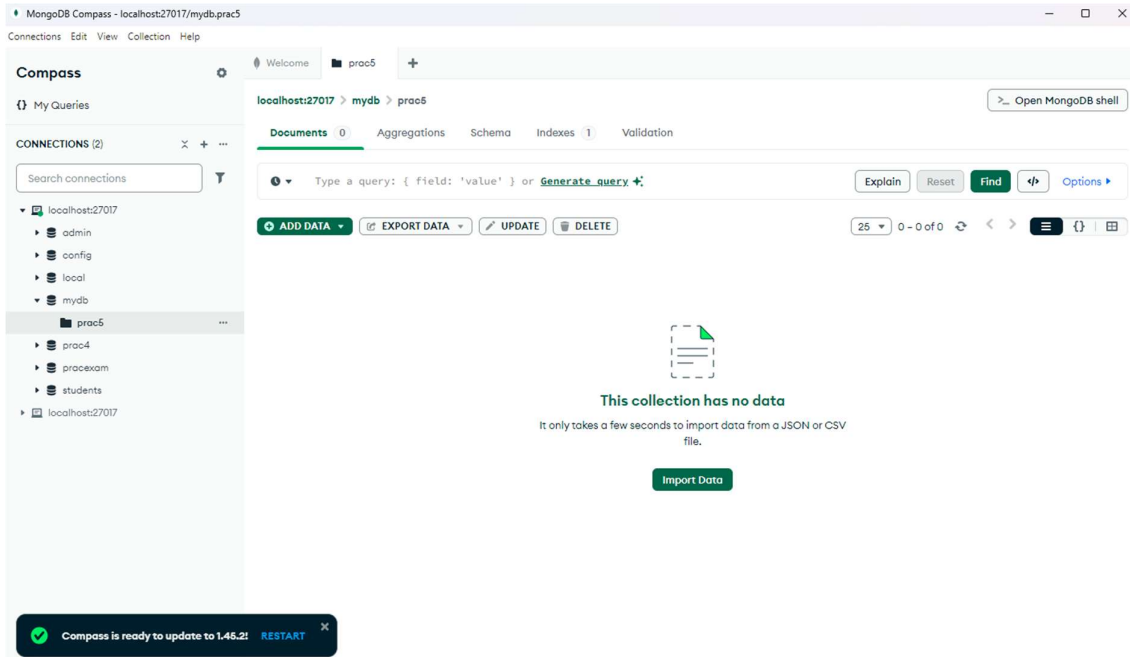 MongoDB Compass - localhost:27017/mydb.prac5
Connections Edit View Collection Help
Compass
{} My Queries
CONNECTIONS (2)
Search connections
localhost:27017
admin
config
local
mydb
prac5
prac4
pracexam
students
localhost:27017
Welcome prac5
localhost:27017 > mydb > prac5
>_ Open MongoDB shell
Documents 0 Aggregations Schema Indexes 1 Validation
Type a query: { field: 'value' } or Generate query
Explain Reset Find </> Options
ADD DATA EXPORT DATA UPDATE DELETE
25 0 – 0 of 0 {}
This collection has no data
It only takes a few seconds to import data from a JSON or CSV
file.
Import Data
Compass is ready to update to 1.45.2! RESTART